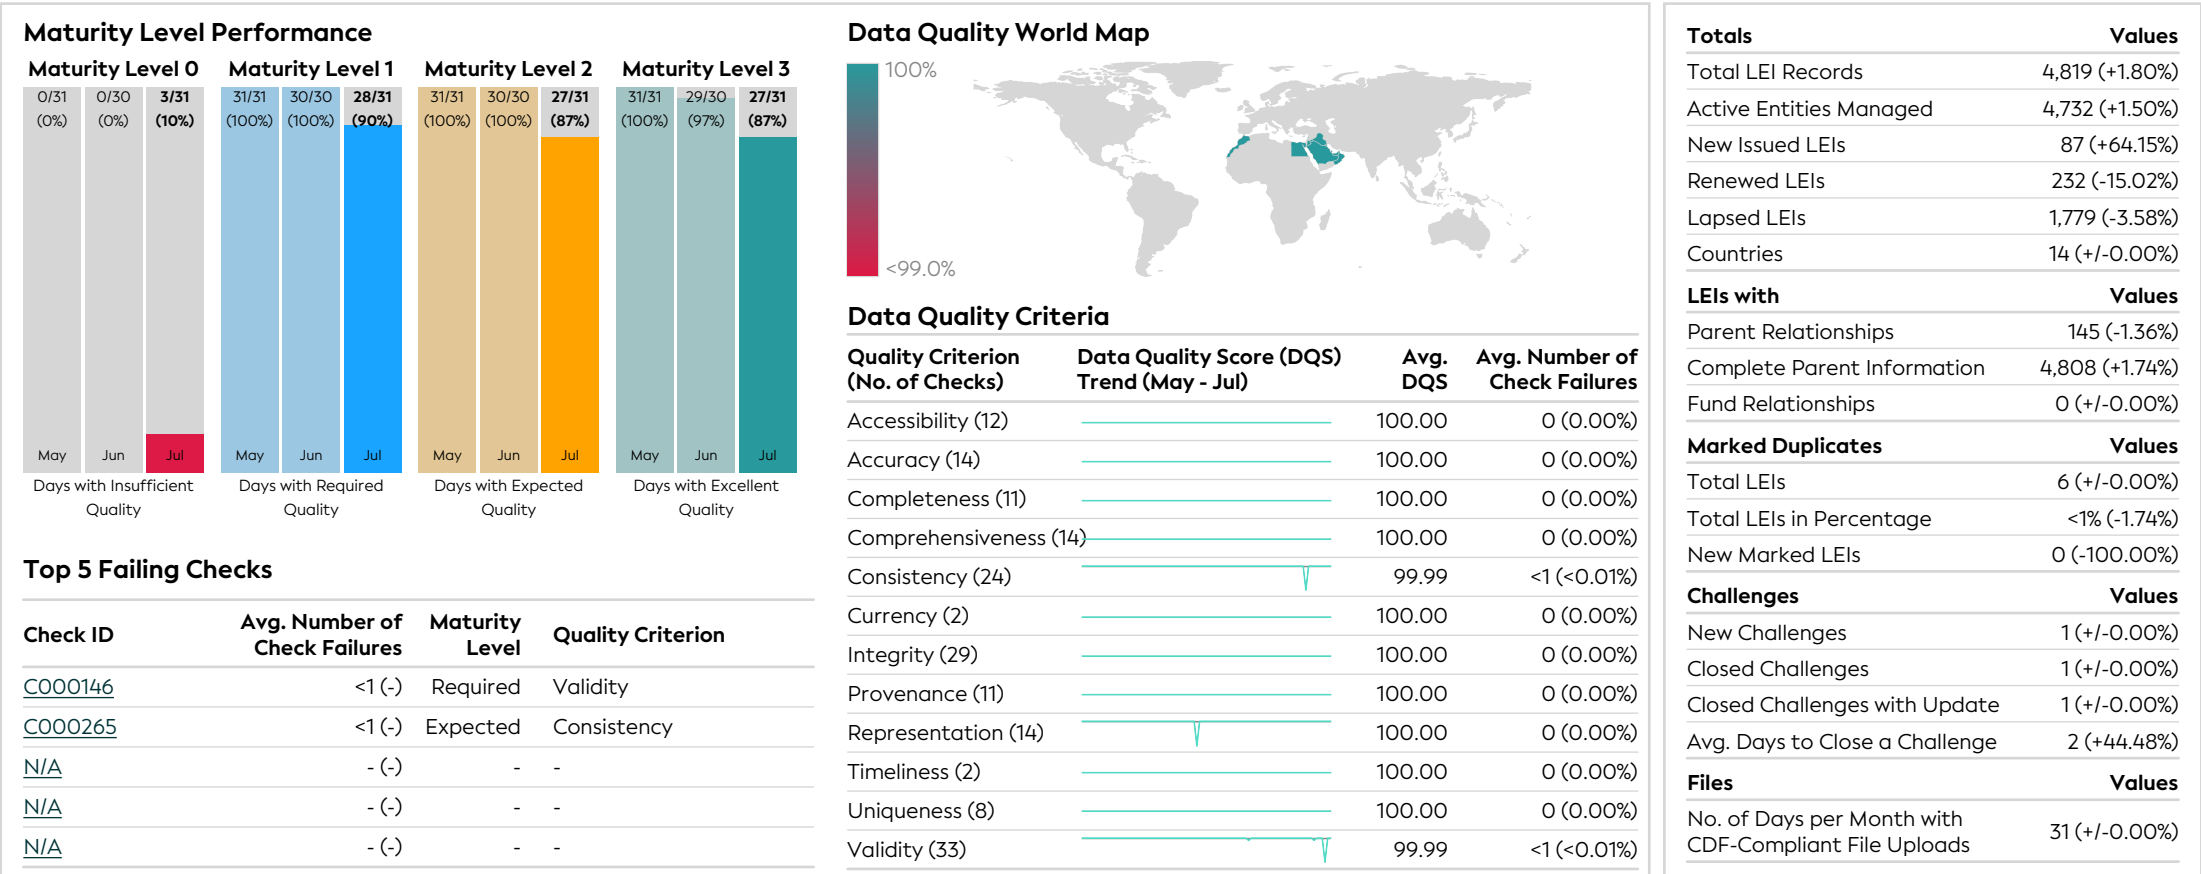 Maturity Level Performance
Maturity Level 0
Maturity Level 1
Maturity Level 2
Maturity Level 3
0/31 0/30 3/31
(0%) (0%) (10%)
31/31 30/30 28/31
(100%) (100%) (90%)
31/31 30/30 27/31
(100%) (100%) (87%)
31/31 29/30 27/31
(100%) (97%) (87%)
May Jun Jul
May Jun Jul
May Jun Jul
May Jun Jul
Days with Insufficient
Quality
Days with Required
Quality
Days with Expected
Quality
Days with Excellent
Quality
Top 5 Failing Checks
Check ID Avg. Number of Check Failures Maturity Level Quality Criterion
C000146 <1 (-) Required Validity
C000265 <1 (-) Expected Consistency
N/A - (-) - -
N/A - (-) - -
N/A - (-) - -
Data Quality World Map
100%
<99.0%
Data Quality Criteria
Quality Criterion Data Quality Score (DQS) Avg. Avg. Number of
(No. of Checks) Trend (May - Jul) DQS Check Failures
Accessibility (12) 100.00 0 (0.00%)
Accuracy (14) 100.00 0 (0.00%)
Completeness (11) 100.00 0 (0.00%)
Comprehensiveness (14) 100.00 0 (0.00%)
Consistency (24) 99.99 <1 (<0.01%)
Currency (2) 100.00 0 (0.00%)
Integrity (29) 100.00 0 (0.00%)
Provenance (11) 100.00 0 (0.00%)
Representation (14) 100.00 0 (0.00%)
Timeliness (2) 100.00 0 (0.00%)
Uniqueness (8) 100.00 0 (0.00%)
Validity (33) 99.99 <1 (<0.01%)
Totals Values
Total LEI Records 4,819 (+1.80%)
Active Entities Managed 4,732 (+1.50%)
New Issued LEIs 87 (+64.15%)
Renewed LEIs 232 (-15.02%)
Lapsed LEIs 1,779 (-3.58%)
Countries 14 (+/-0.00%)
LEIs with Values
Parent Relationships 145 (-1.36%)
Complete Parent Information 4,808 (+1.74%)
Fund Relationships 0 (+/-0.00%)
Marked Duplicates Values
Total LEIs 6 (+/-0.00%)
Total LEIs in Percentage <1% (-1.74%)
New Marked LEIs 0 (-100.00%)
Challenges Values
New Challenges 1 (+/-0.00%)
Closed Challenges 1 (+/-0.00%)
Closed Challenges with Update 1 (+/-0.00%)
Avg. Days to Close a Challenge 2 (+44.48%)
Files Values
No. of Days per Month with
CDF-Compliant File Uploads 31 (+/-0.00%)